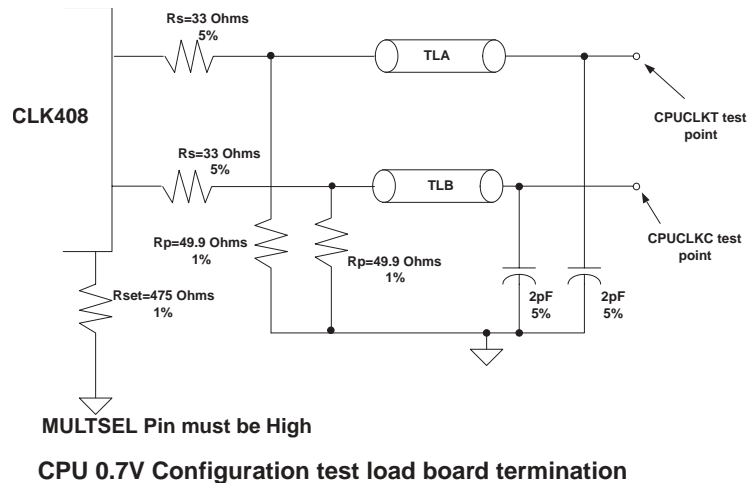 Rs=33 Ohms
5%
TLA
CLK408
CPUCLKT test
point
Rs=33 Ohms
5%
TLB
CPUCLKC test
point
Rp=49.9 Ohms
1%
Rp=49.9 Ohms
1%
Rset=475 Ohms
1%
2pF
5%
2pF
5%
MULTSEL Pin must be High
CPU 0.7V Configuration test load board termination